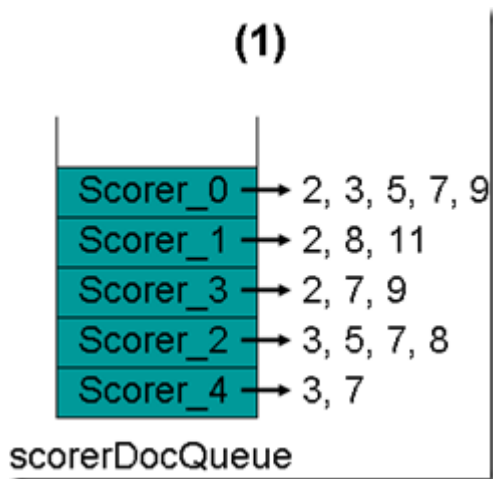 (1)
Scorer_0 → 2, 3, 5, 7, 9
Scorer_1 → 2, 8, 11
Scorer_3 → 2, 7, 9
Scorer_2 → 3, 5, 7, 8
Scorer_4 → 3, 7
scorerDocQueue